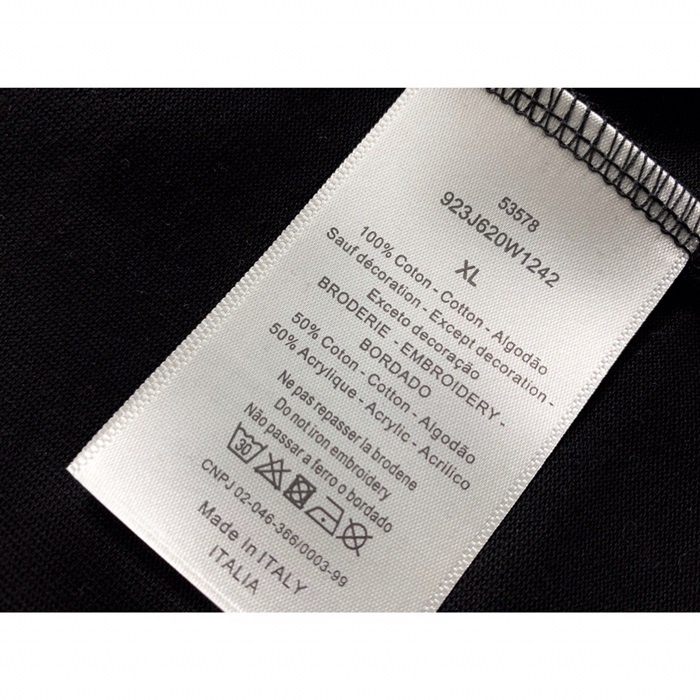 53578
923J620W1242
XL
100% Coton - Cotton - Algodão
Sauf décoration - Except decoration -
Exceto decoração
BRODERIE - EMBROIDERY -
BORDADO
50% Coton - Cotton - Algodão
50% Acrylique - Acrylic - Acrilico
Ne pas repasser la brodene
Do not iron embroidery
Não passar a ferro o bordado
30
CNPJ 02-046-366/0003-99
Made In ITALY
ITALIA